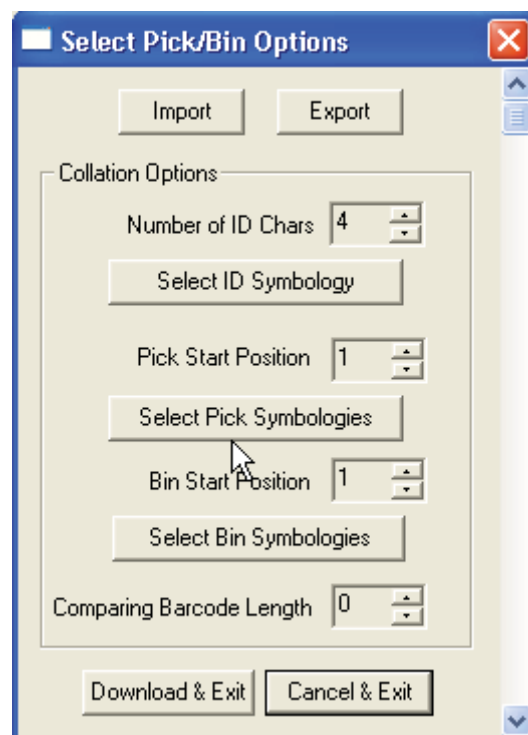 Select Pick/Bin Options
Import Export
Collation Options
Number of ID Chars 4
Select ID Symbology
Pick Start Position 1
Select Pick Symbologies
Bin Start Position 1
Select Bin Symbologies
Comparing Barcode Length 0
Download & Exit Cancel & Exit